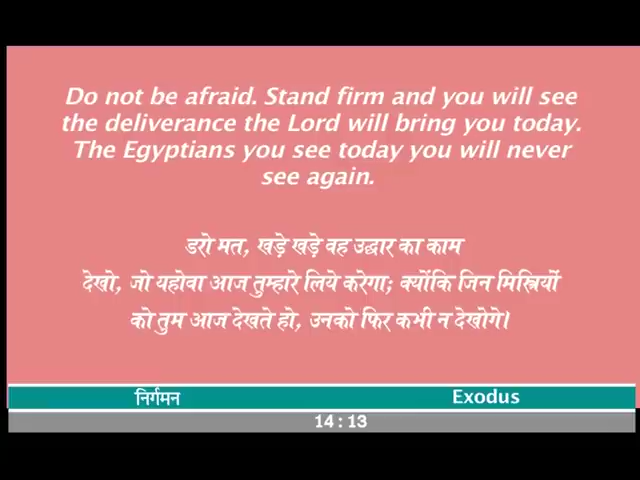 Do not be afraid. Stand firm and you will see
the deliverance the Lord will bring you today.
The Egyptians you see today you will never
see again.
डरो मत, खड़े खड़े वह उद्धार का काम
देखो, जो यहोवा आज तुम्हारे लिये करेगा; क्योंकि जिन मिस्त्रियों
को तुम आज देखते हो, उनको फिर कभी न देखोगे।
निर्गमन Exodus
14 : 13